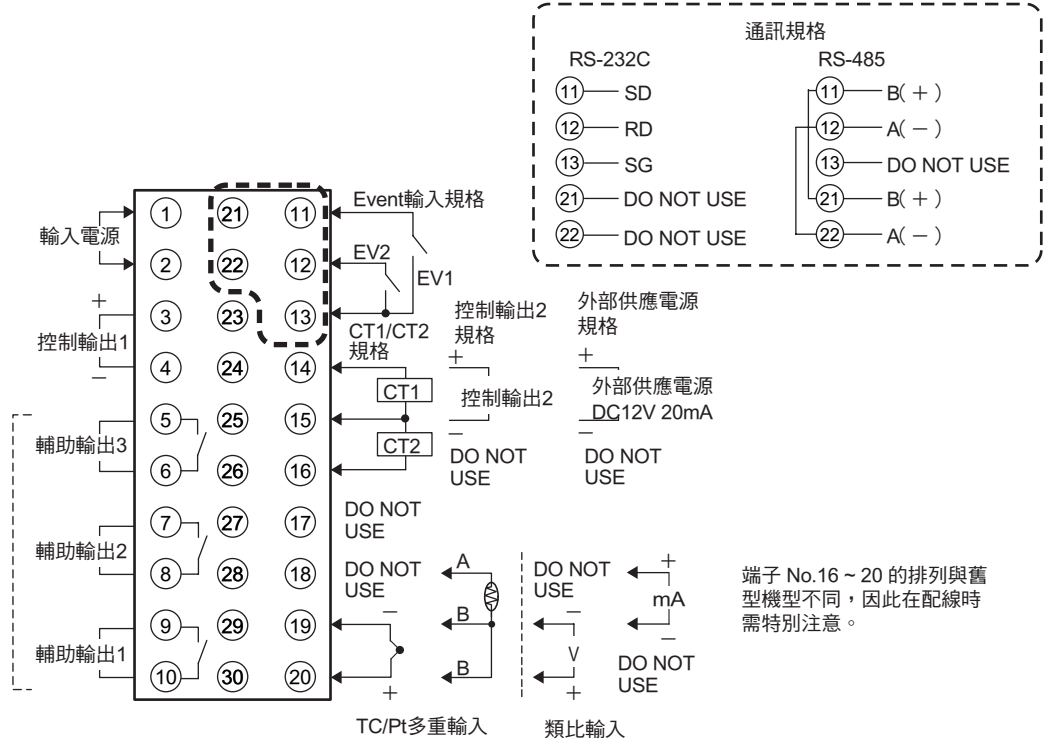 通訊規格
RS-232C
11 SD
12 RD
13 SG
21 DO NOT USE
22 DO NOT USE
RS-485
11 B(+)
12 A(−)
13 DO NOT USE
21 B(+)
22 A(−)
輸入電源
+
控制輸出1
−
輔助輸出3
輔助輸出2
輔助輸出1
1 21 11
2 22 12
3 23 13
4 24 14
5 25 15
6 26 16
7 27 17
8 28 18
9 29 19
10 30 20
Event輸入規格
EV2
EV1
CT1/CT2
規格
CT1
CT2
控制輸出2
規格
+
控制輸出2
−
DO NOT
USE
外部供應電源
規格
+
外部供應電源
DC12V 20mA
−
DO NOT
USE
DO NOT
USE
DO NOT
USE
−
+
A
B
B
TC/Pt多重輸入
DO NOT
USE
−
V
+
+
mA
−
DO NOT
USE
類比輸入
端子 No.16 ~ 20 的排列與舊
型機型不同，因此在配線時
需特別注意。